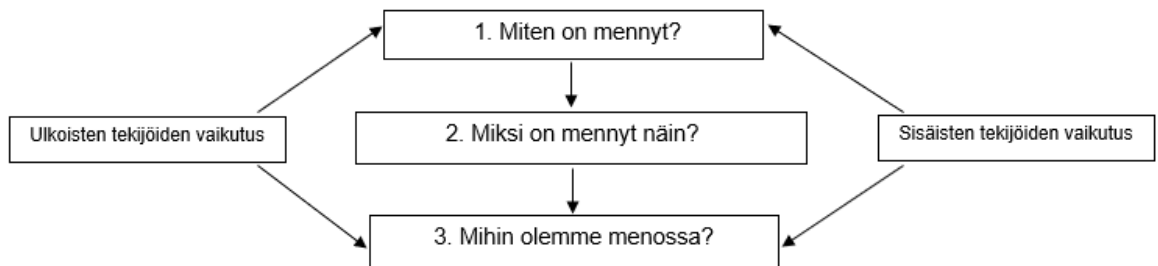 1. Miten on mennyt?
Ulkoisten tekijöiden vaikutus
2. Miksi on mennyt näin?
Sisäisten tekijöiden vaikutus
3. Mihin olemme menossa?